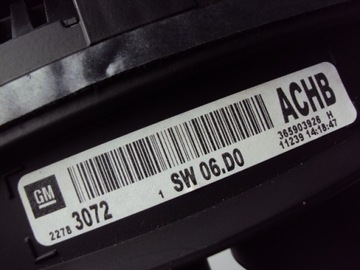 ACHB
365903926 H
11239 14:18:47
GM
2278 3072
1 SW 06.D0